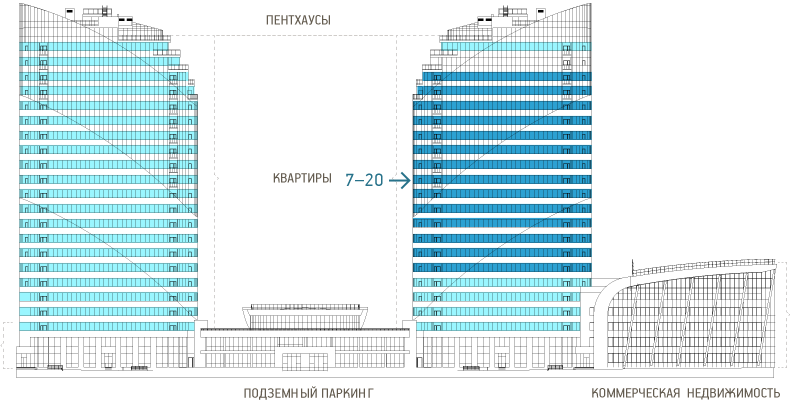 ПЕНТХАУСЫ
КВАРТИРЫ 7–20
ПОДЗЕМНЫЙ ПАРКИНГ
КОММЕРЧЕСКАЯ НЕДВИЖИМОСТЬ